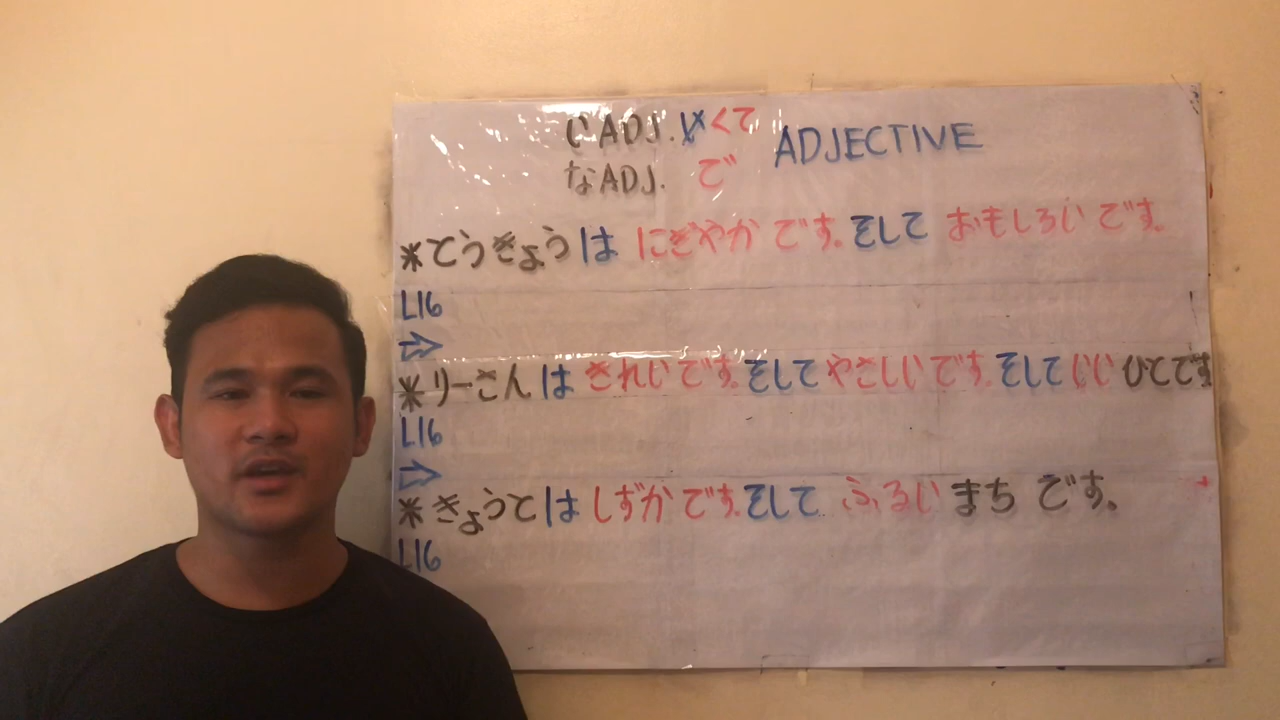 いADJ. いくて ADJECTIVE
なADJ. で
*とうきょうは にぎやかです。そして おもしろいです。
L16
⇒
*リーさんは きれいです。そして やさしいです。そして いい ひとです
L16
⇒
*きょうとは しずかです。そして ふるい まちです。
L16